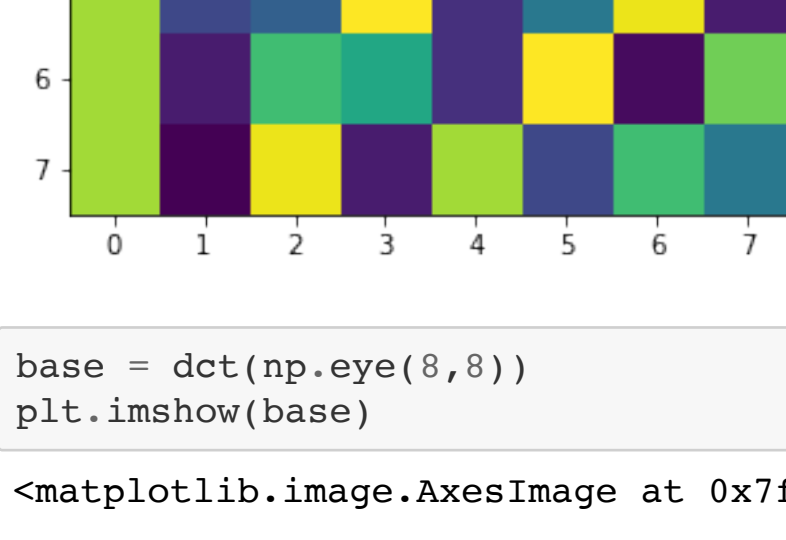 6
7
0 1 2 3 4 5 6 7
base = dct(np.eye(8,8))
plt.imshow(base)
<matplotlib.image.AxesImage at 0x7f